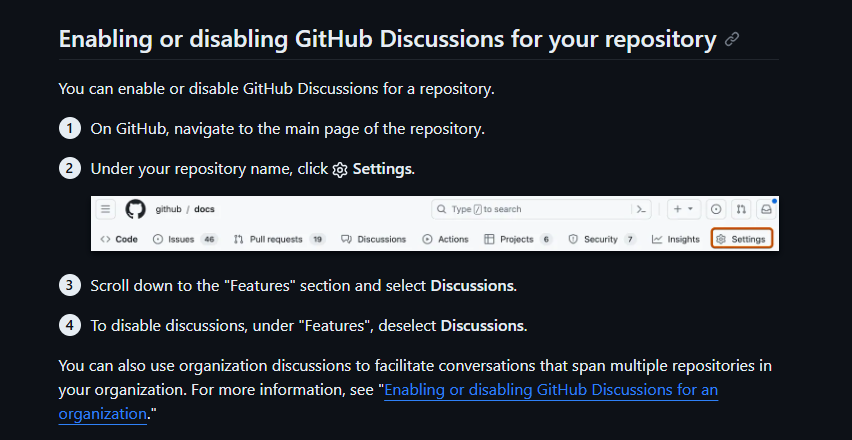 Enabling or disabling GitHub Discussions for your repository
You can enable or disable GitHub Discussions for a repository.
1 On GitHub, navigate to the main page of the repository.
2 Under your repository name, click Settings.
github / docs Type / to search
Code Issues 46 Pull requests 19 Discussions Actions Projects 6 Security 7 Insights Settings
3 Scroll down to the "Features" section and select Discussions.
4 To disable discussions, under "Features", deselect Discussions.
You can also use organization discussions to facilitate conversations that span multiple repositories in
your organization. For more information, see "Enabling or disabling GitHub Discussions for an
organization."